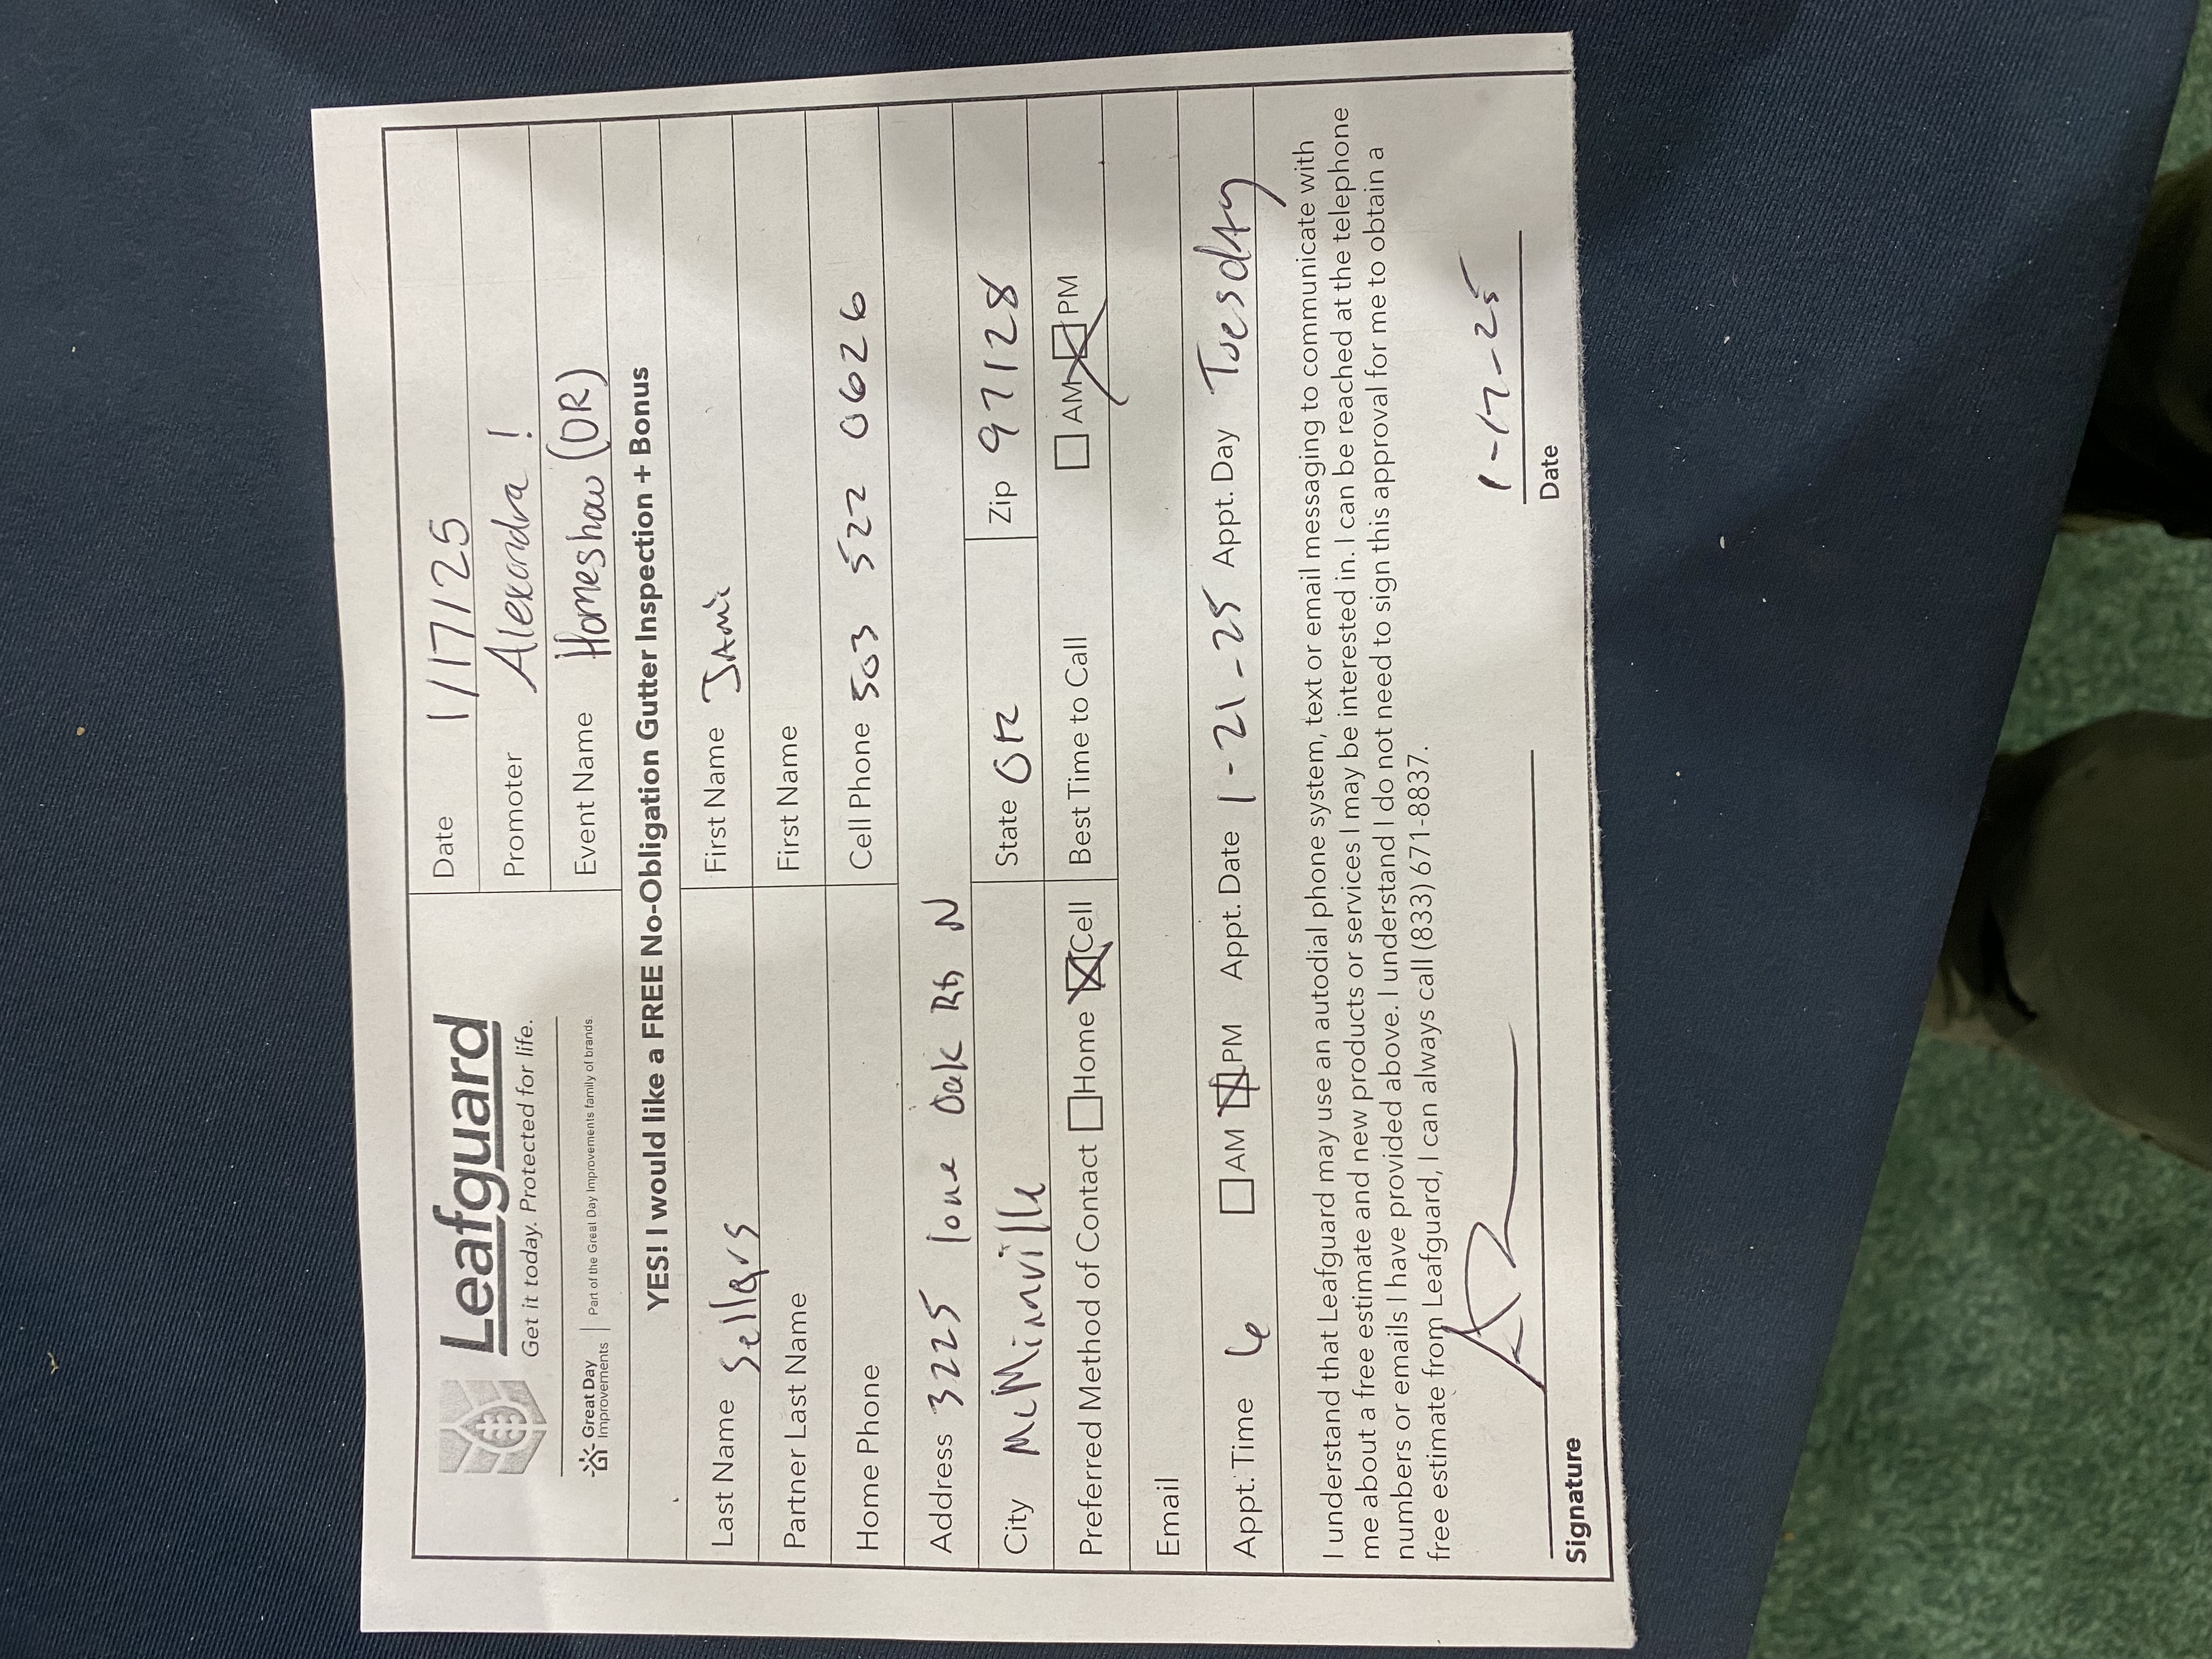 Leafguard
Get it today. Protected for life.
Great Day Improvements
Part of the Great Day Improvements family of brands.
Date 1/17/25
Promoter Alexandra !
Event Name Homeshow (OR)
YES! I would like a FREE No-Obligation Gutter Inspection + Bonus
Last Name Sellars First Name JAmi
Partner Last Name First Name
Home Phone Cell Phone 503 522 0626
Address 3225 lone Oak Rd N
City McMinnville State OR Zip 97128
Preferred Method of Contact Home Cell Best Time to Call AM PM
Email
Appt. Time 6 AM PM Appt. Date 1-21-25 Appt. Day Tuesday
I understand that Leafguard may use an autodial phone system, text or email messaging to communicate with
me about a free estimate and new products or services I may be interested in. I can be reached at the telephone
numbers or emails I have provided above. I understand I do not need to sign this approval for me to obtain a
free estimate from Leafguard, I can always call (833) 671-8837.
1-17-25
Signature Date